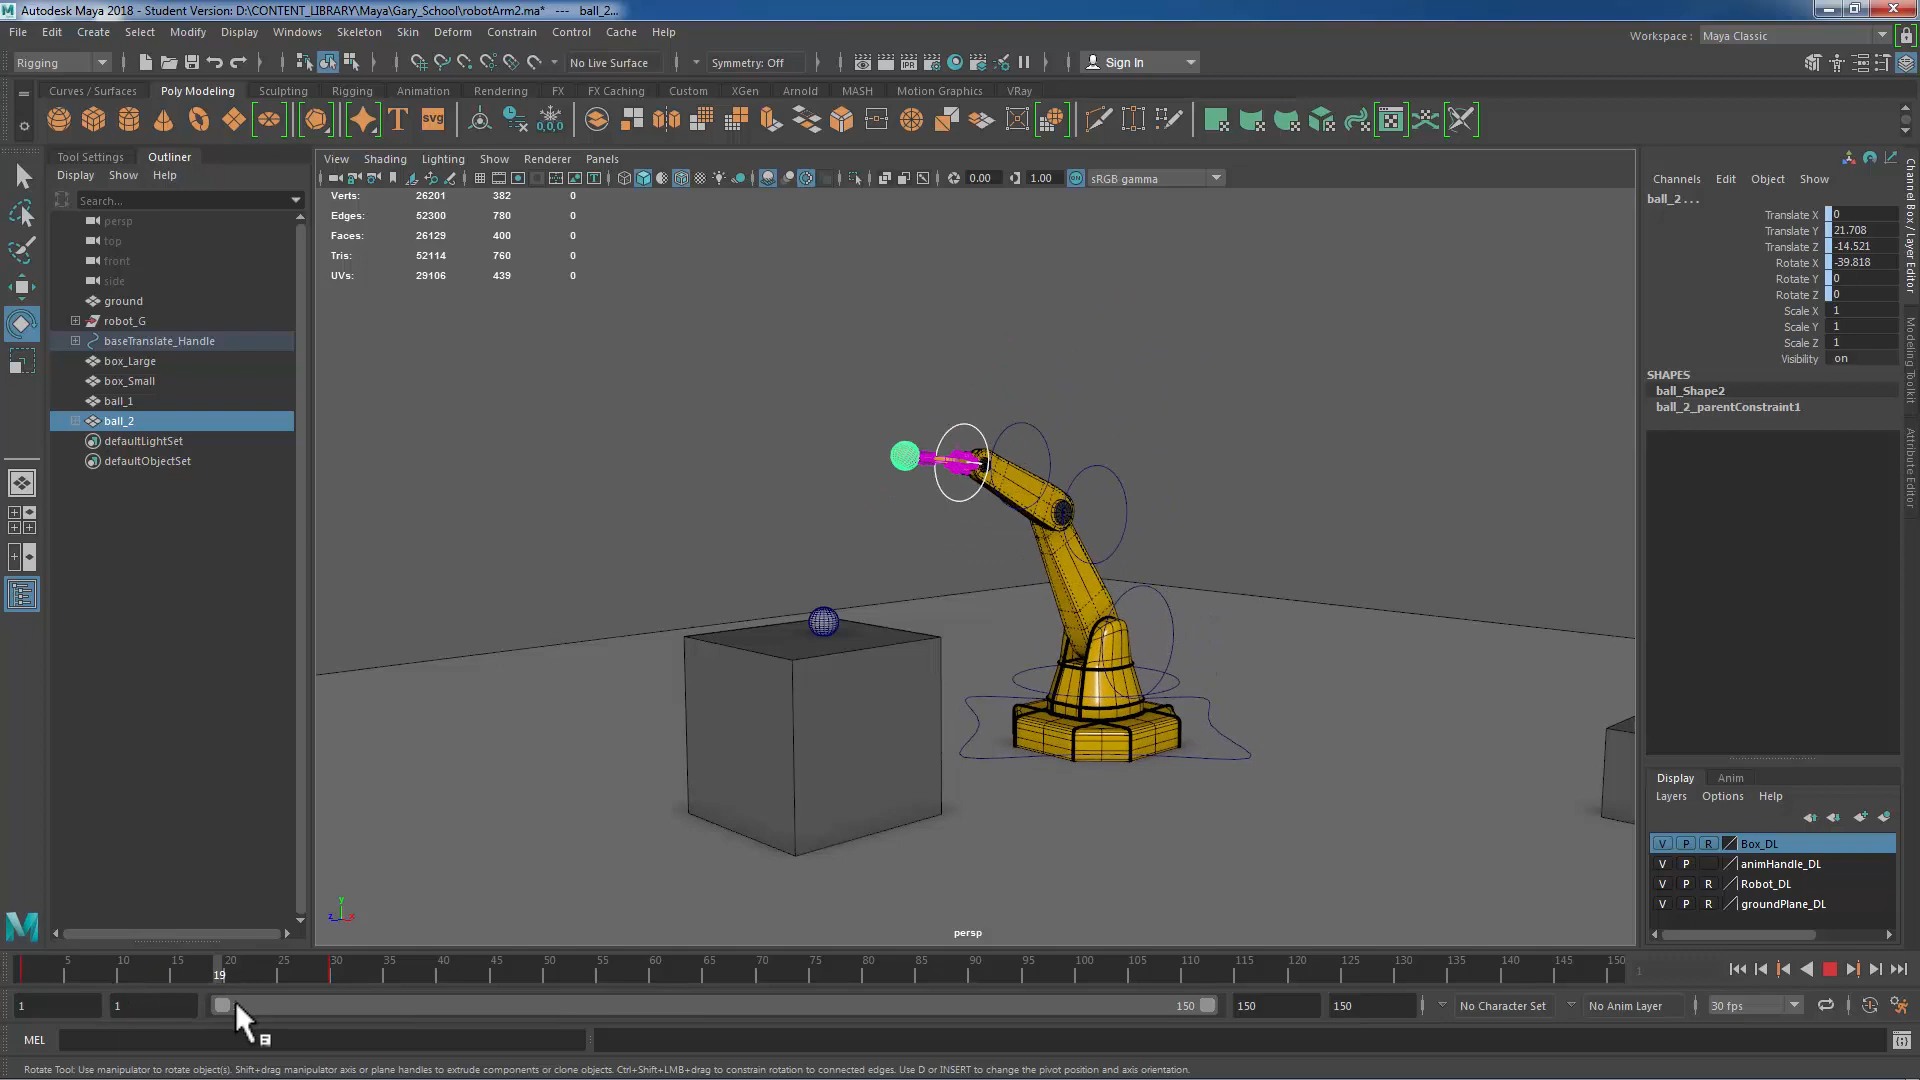 Autodesk Maya 2018 - Student Version: D:\CONTENT_LIBRARY\Maya\Gary_School\robotArm2.ma* --- ball_2...
File Edit Create Select Modify Display Windows Skeleton Skin Deform Constrain Control Cache Help
Workspace : Maya Classic
Rigging No Live Surface Symmetry: Off Sign In
Curves / Surfaces Poly Modeling Sculpting Rigging Animation Rendering FX FX Caching Custom XGen Arnold MASH Motion Graphics VRay
Tool Settings Outliner
Display Show Help
Search...
persp
top
front
side
ground
robot_G
baseTranslate_Handle
box_Large
box_Small
ball_1
ball_2
defaultLightSet
defaultObjectSet
View Shading Lighting Show Renderer Panels
0.00 1.00 sRGB gamma
Verts: 26201 382 0
Edges: 52300 780 0
Faces: 26129 400 0
Tris: 52114 760 0
UVs: 29106 439 0
persp
Channels Edit Object Show
ball_2 . . .
Translate X 0
Translate Y 21.708
Translate Z -14.521
Rotate X -39.818
Rotate Y 0
Rotate Z 0
Scale X 1
Scale Y 1
Scale Z 1
Visibility on
SHAPES
ball_Shape2
ball_2_parentConstraint1
Channel Box / Layer Editor
Modeling Toolkit
Attribute Editor
Display Anim
Layers Options Help
V P R Box_DL
V P animHandle_DL
V P R Robot_DL
V P R groundPlane_DL
5 10 15 20 25 30 35 40 45 50 55 60 65 70 75 80 85 90 95 100 105 110 115 120 125 130 135 140 145 150
19
1
1 1 150 150 150 No Character Set No Anim Layer 30 fps
MEL
Rotate Tool: Use manipulator to rotate object(s). Shift+drag manipulator axis or plane handles to extrude components or clone objects. Ctrl+Shift+LMB+drag to constrain rotation to connected edges. Use D or INSERT to change the pivot position and axis orientation.